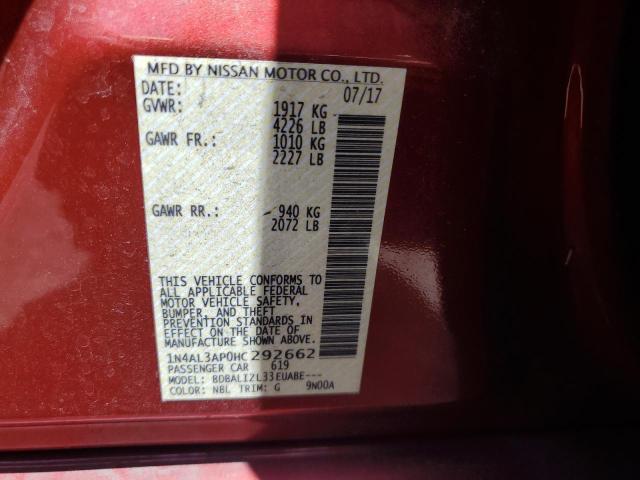 MFD BY NISSAN MOTOR CO., LTD.
DATE: 07/17
GVWR: 1917 KG
4226 LB
GAWR FR.: 1010 KG
2227 LB
GAWR RR.: 940 KG
2072 LB
THIS VEHICLE CONFORMS TO
ALL APPLICABLE FEDERAL
MOTOR VEHICLE SAFETY,
BUMPER, AND THEFT
PREVENTION STANDARDS IN
EFFECT ON THE DATE OF
MANUFACTURE SHOWN ABOVE.
1N4AL3AP0HC292662
PASSENGER CAR 619
MODEL: BDBALIZL33EUABE---
COLOR: NBL TRIM: G 9N00A